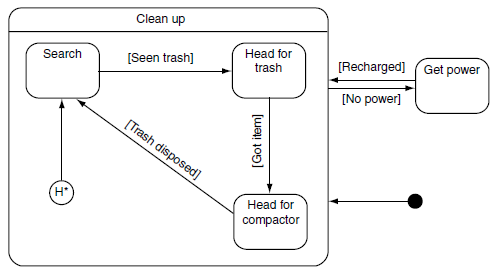 Clean up
Search
[Seen trash]
Head for
trash
[Recharged]
Get power
[No power]
[Got item]
[Trash disposed]
H*
Head for
compactor